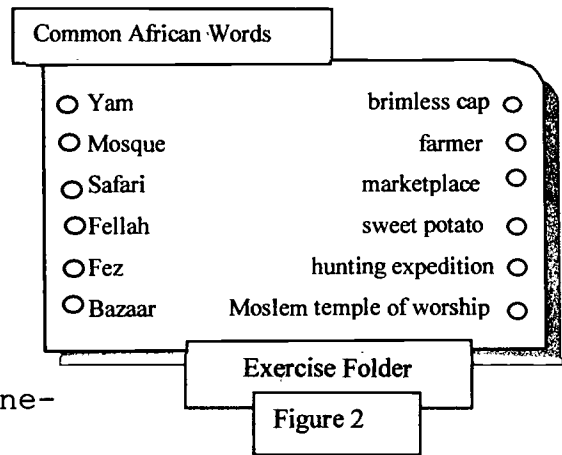 Common African Words
Yam brimless cap
Mosque farmer
Safari marketplace
Fellah sweet potato
Fez hunting expedition
Bazaar Moslem temple of worship
Exercise Folder
ne-
Figure 2